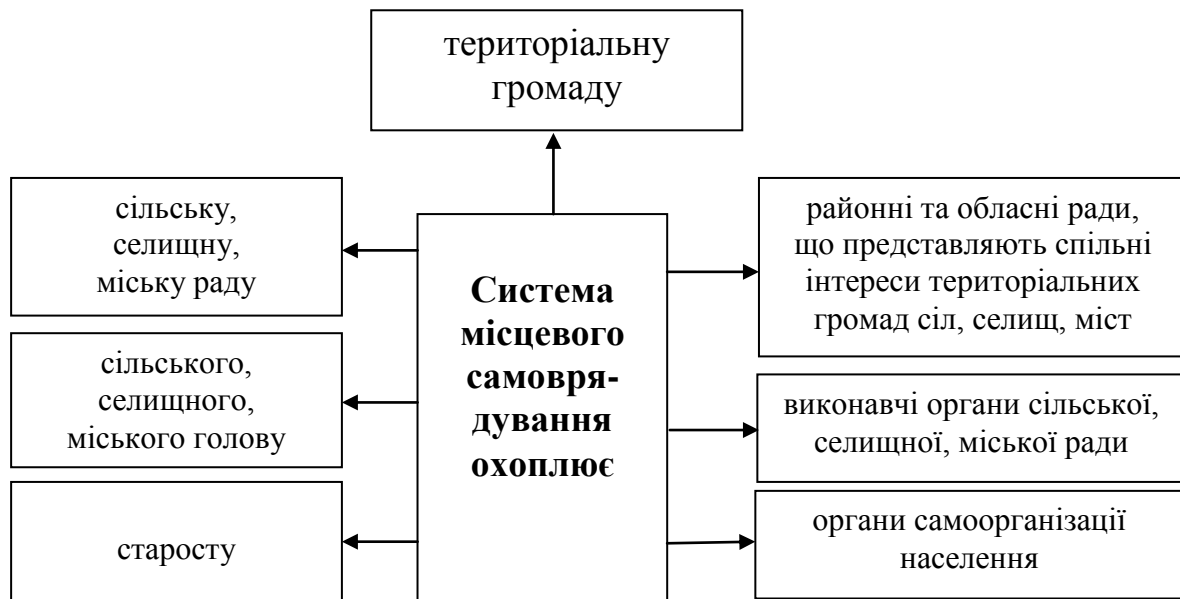 територіальну
громаду
сільську,
селищну,
міську раду
сільського,
селищного,
міського голову
старосту
Система
місцевого
самовря-
дування
охоплює
районні та обласні ради,
що представляють спільні
інтереси територіальних
громад сіл, селищ, міст
виконавчі органи сільської,
селищної, міської ради
органи самоорганізації
населення